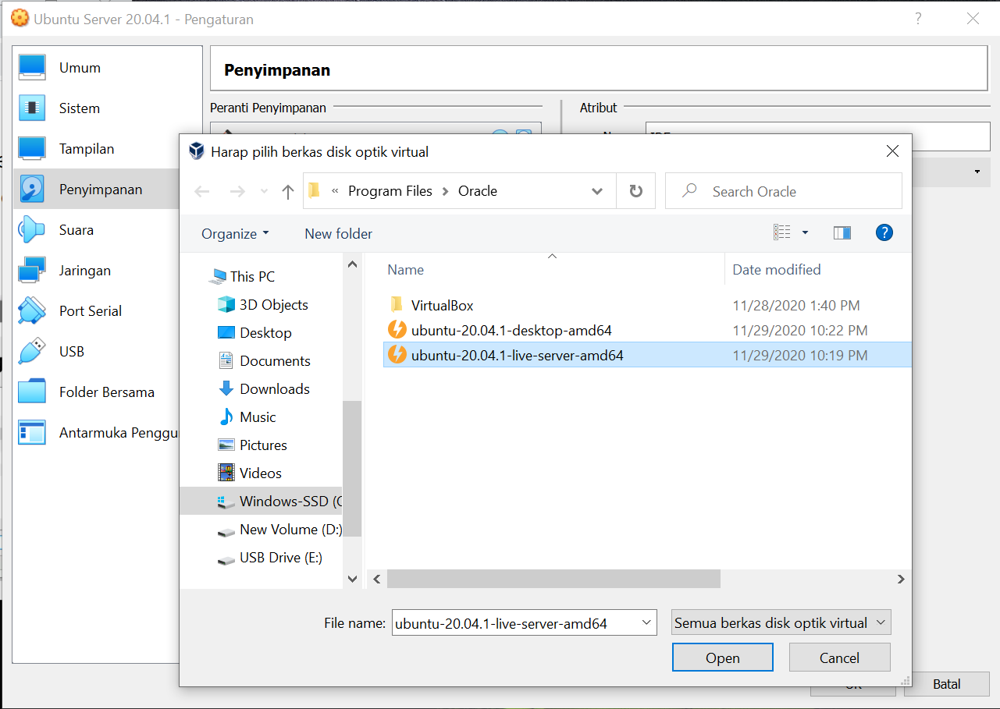 Ubuntu Server 20.04.1 - Pengaturan
?
Umum
Sistem
Tampilan
Penyimpanan
Suara
Jaringan
Port Serial
USB
Folder Bersama
Antarmuka Penggu
Penyimpanan
Peranti Penyimpanan
Atribut
Harap pilih berkas disk optik virtual
« Program Files > Oracle
Search Oracle
Organize
New folder
?
This PC
3D Objects
Desktop
Documents
Downloads
Music
Pictures
Videos
Windows-SSD (C
New Volume (D:)
USB Drive (E:)
Name Date modified
VirtualBox 11/28/2020 1:40 PM
ubuntu-20.04.1-desktop-amd64 11/29/2020 10:22 PM
ubuntu-20.04.1-live-server-amd64 11/29/2020 10:19 PM
File name: ubuntu-20.04.1-live-server-amd64
Semua berkas disk optik virtual
Open
Cancel
Batal